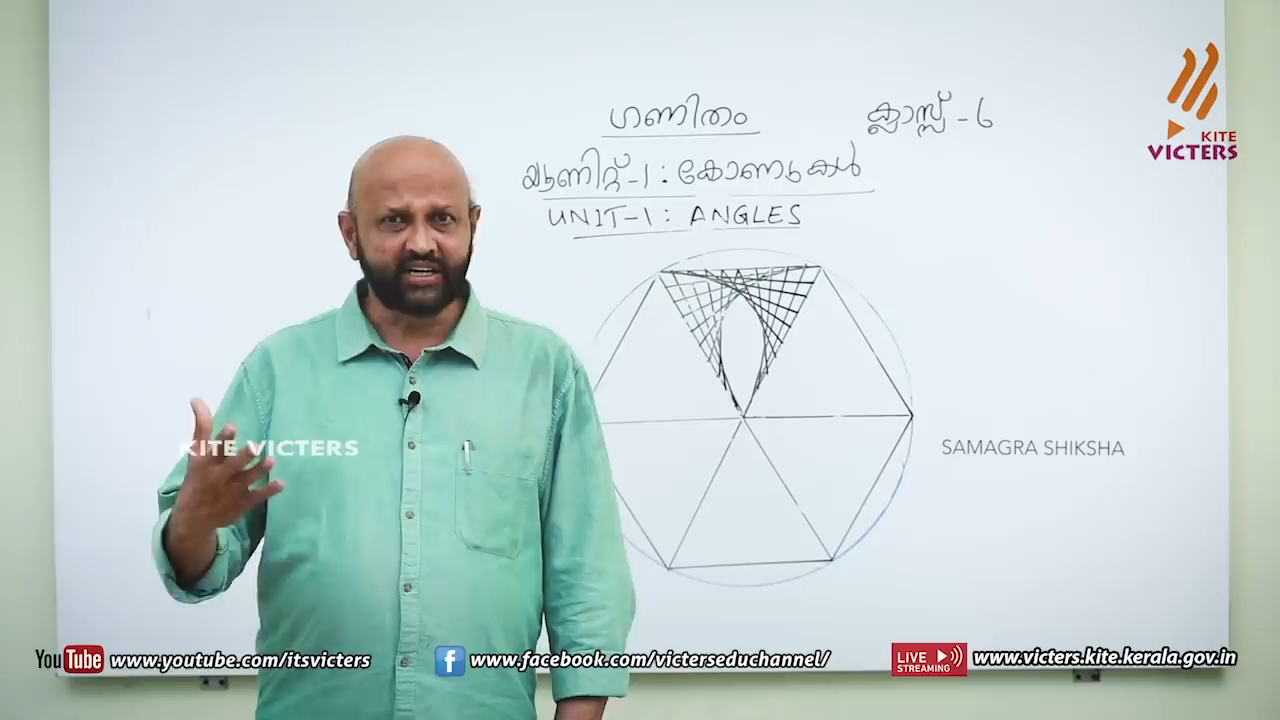 ഗണിതം
ക്ലാസ്സ് - 6
യൂണിറ്റ് - 1 : കോണുകൾ
UNIT - 1 : ANGLES
KITE
VICTERS
KITE VICTERS
SAMAGRA SHIKSHA
YouTube www.youtube.com/itsvicters
f www.facebook.com/victerseduchannel/
LIVE STREAMING www.victers.kite.kerala.gov.in